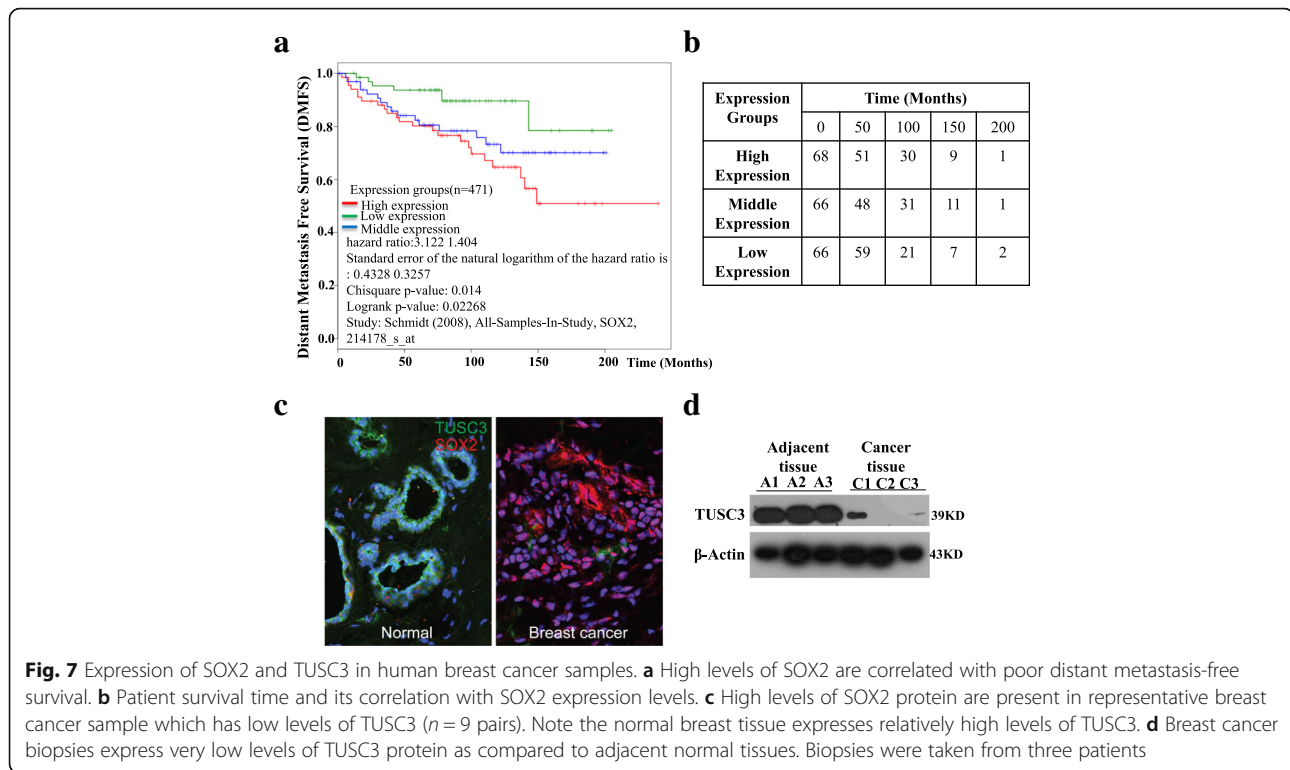 a
Distant Metastasis Free Survival (DMFS)
1.0
0.8
0.6
0.4
0.2
0.0
Expression groups(n=471)
High expression
Low expression
Middle expression
hazard ratio:3.122 1.404
Standard error of the natural logarithm of the hazard ratio is
: 0.4328 0.3257
Chisquare p-value: 0.014
Logrank p-value: 0.02268
Study: Schmidt (2008), All-Samples-In-Study, SOX2,
214178_s_at
0 50 100 150 200 Time (Months)
b
Expression Time (Months)
Groups 0 50 100 150 200
High
Expression 68 51 30 9 1
Middle
Expression 66 48 31 11 1
Low
Expression 66 59 21 7 2
c
TUSC3
SOX2
Normal
Breast cancer
d
Adjacent Cancer
tissue tissue
A1 A2 A3 C1 C2 C3
TUSC3 39KD
β-Actin 43KD
Fig. 7 Expression of SOX2 and TUSC3 in human breast cancer samples. a High levels of SOX2 are correlated with poor distant metastasis-free
survival. b Patient survival time and its correlation with SOX2 expression levels. c High levels of SOX2 protein are present in representative breast
cancer sample which has low levels of TUSC3 (n = 9 pairs). Note the normal breast tissue expresses relatively high levels of TUSC3. d Breast cancer
biopsies express very low levels of TUSC3 protein as compared to adjacent normal tissues. Biopsies were taken from three patients